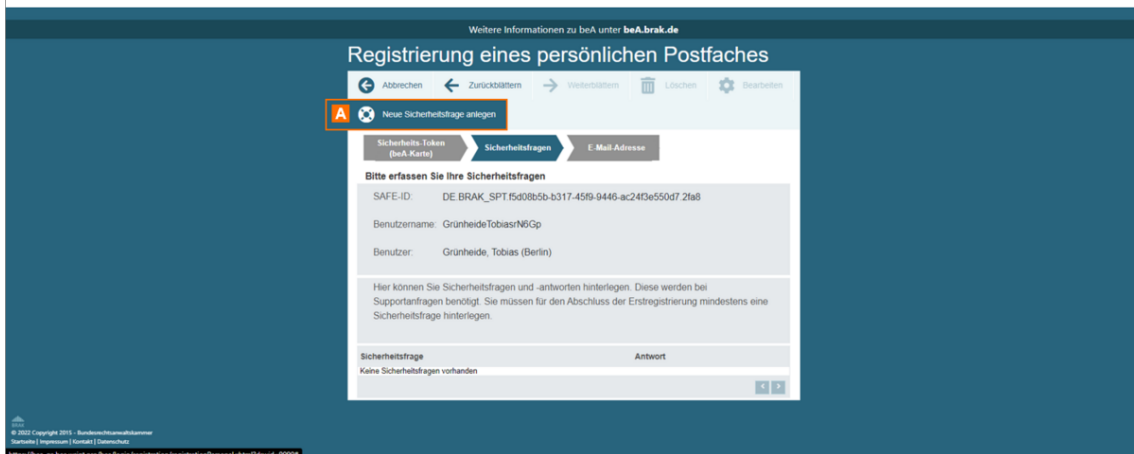 Weitere Informationen zu beA unter beA.brak.de
Registrierung eines persönlichen Postfaches
Abbrechen Zurückblättern Weiterblättern Löschen Bearbeiten
A Neue Sicherheitsfrage anlegen
Sicherheits-Token
(beA-Karte)
Sicherheitsfragen
E-Mail-Adresse
Bitte erfassen Sie Ihre Sicherheitsfragen
SAFE-ID: DE.BRAK_SPT.f5d08b5b-b317-45f9-9446-ac24f3e550d7.2fa8
Benutzername: GrünheideTobiasrN6Gp
Benutzer: Grünheide, Tobias (Berlin)
Hier können Sie Sicherheitsfragen und -antworten hinterlegen. Diese werden bei
Supportanfragen benötigt. Sie müssen für den Abschluss der Erstregistrierung mindestens eine
Sicherheitsfrage hinterlegen.
Sicherheitsfrage Antwort
Keine Sicherheitsfragen vorhanden
BRAK
© 2022 Copyright 2015 - Bundesrechtsanwaltskammer
Startseite | Impressum | Kontakt | Datenschutz